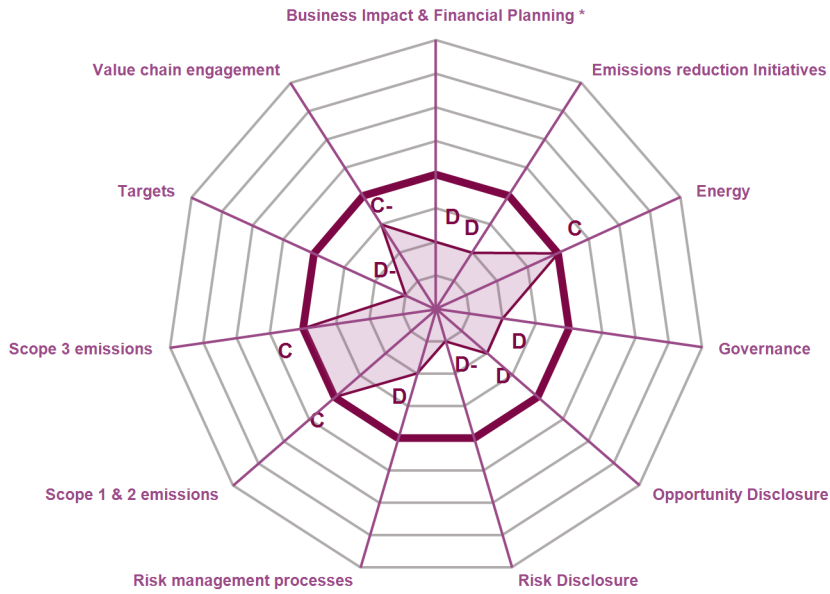 Business Impact & Financial Planning *
Value chain engagement
Emissions reduction Initiatives
Targets
Energy
C-
D
D
C
D-
Scope 3 emissions
Governance
C
D
D-
D
D
C
Scope 1 & 2 emissions
Opportunity Disclosure
Risk management processes
Risk Disclosure